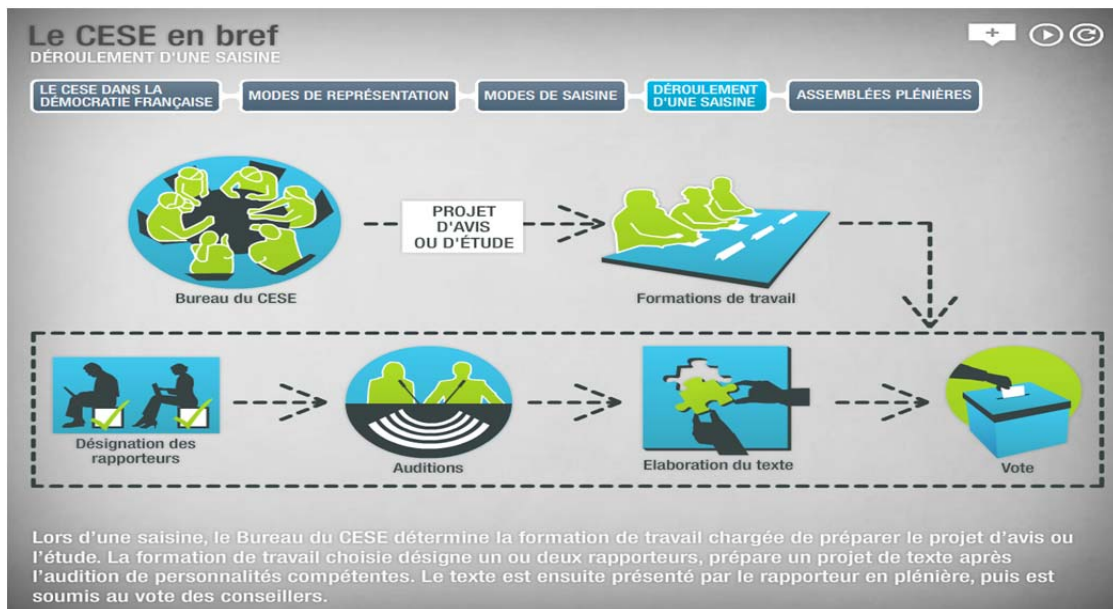 Le CESE en bref
DÉROULEMENT D'UNE SAISINE
LE CESE DANS LA
DÉMOCRATIE FRANÇAISE
MODES DE REPRÉSENTATION
MODES DE SAISINE
DÉROULEMENT
D'UNE SAISINE
ASSEMBLÉES PLÉNIÈRES
PROJET
D'AVIS
OU D'ÉTUDE
Bureau du CESE
Formations de travail
Désignation des
rapporteurs
Auditions
Elaboration du texte
Vote
Lors d'une saisine, le Bureau du CESE détermine la formation de travail chargée de préparer le projet d'avis ou
l'étude. La formation de travail choisie désigne un ou deux rapporteurs, prépare un projet de texte après
l'audition de personnalités compétentes. Le texte est ensuite présenté par le rapporteur en plénière, puis est
soumis au vote des conseillers.